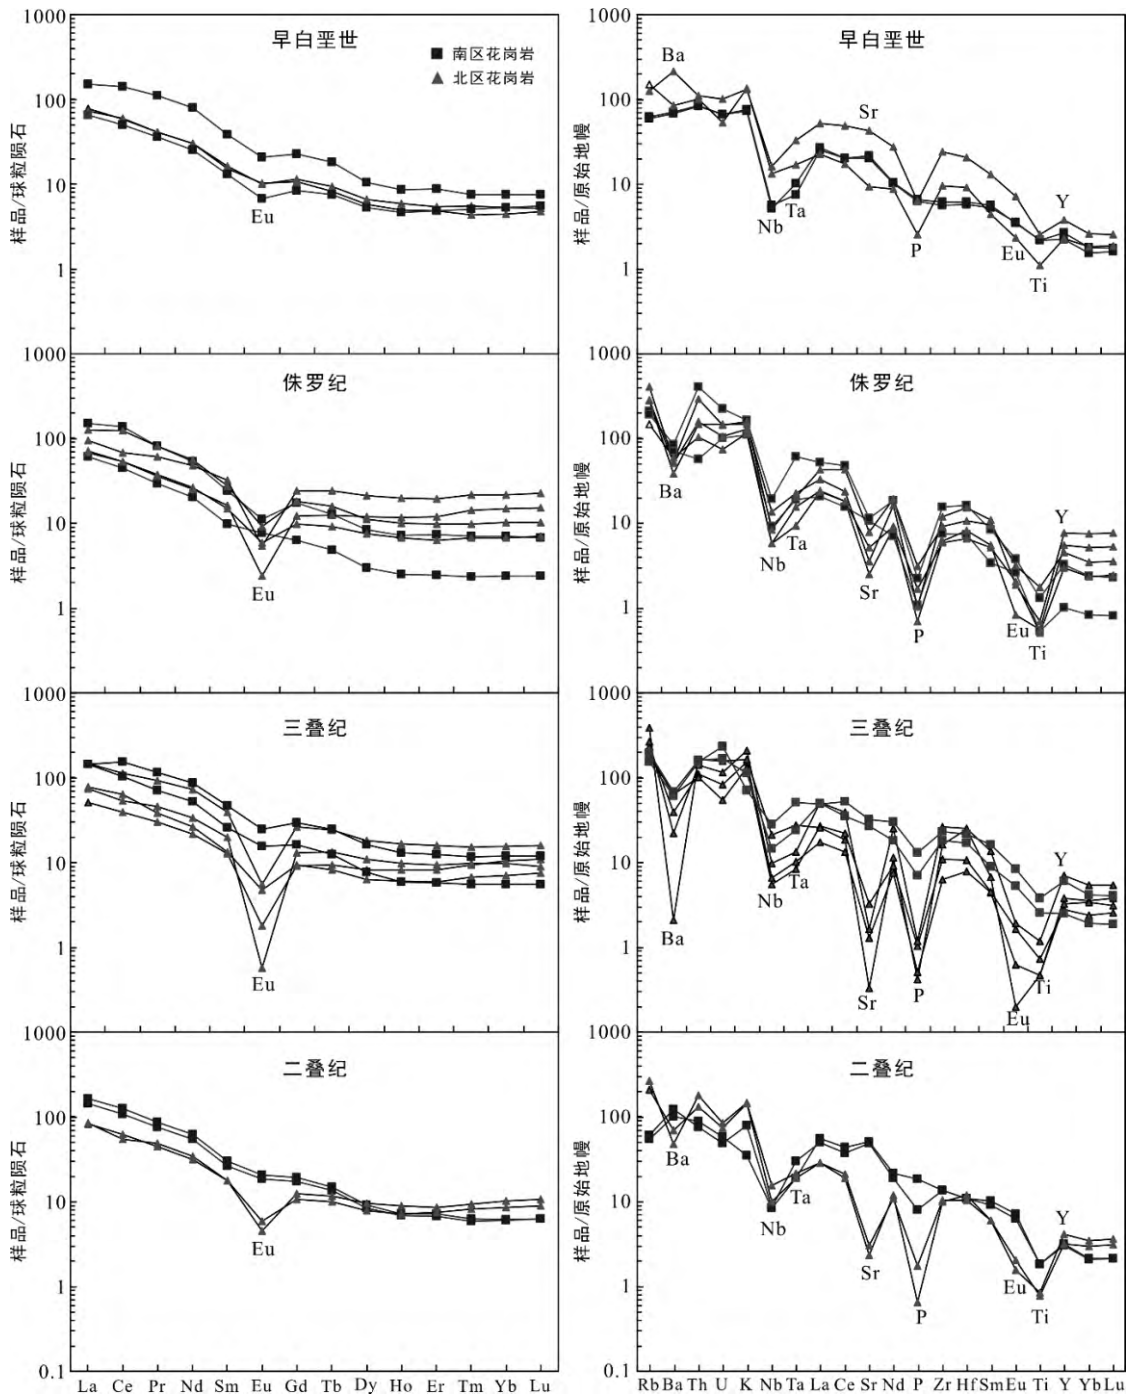 1000
100
10
1
样品/球粒陨石
早白垩世
南区花岗岩
北区花岗岩
Eu
1000
100
10
1
样品/原始地幔
早白垩世
Ba
Sr
Nb
Ta
P
Eu
Ti
Y
1000
100
10
1
样品/球粒陨石
侏罗纪
Eu
1000
100
10
1
样品/原始地幔
侏罗纪
Ba
Nb
Ta
Sr
P
Eu
Ti
Y
1000
100
10
1
样品/球粒陨石
三叠纪
Eu
1000
100
10
1
样品/原始地幔
三叠纪
Ba
Nb
Ta
Sr
P
Eu
Ti
Y
1000
100
10
1
0.1
样品/球粒陨石
二叠纪
Eu
La Ce Pr Nd Sm Eu Gd Tb Dy Ho Er Tm Yb Lu
1000
100
10
1
0.1
样品/原始地幔
二叠纪
Ba
Nb
Ta
Sr
P
Eu
Ti
Y
Rb Ba Th U K Nb Ta La Ce Sr Nd P Zr Hf Sm Eu Ti Y Yb Lu